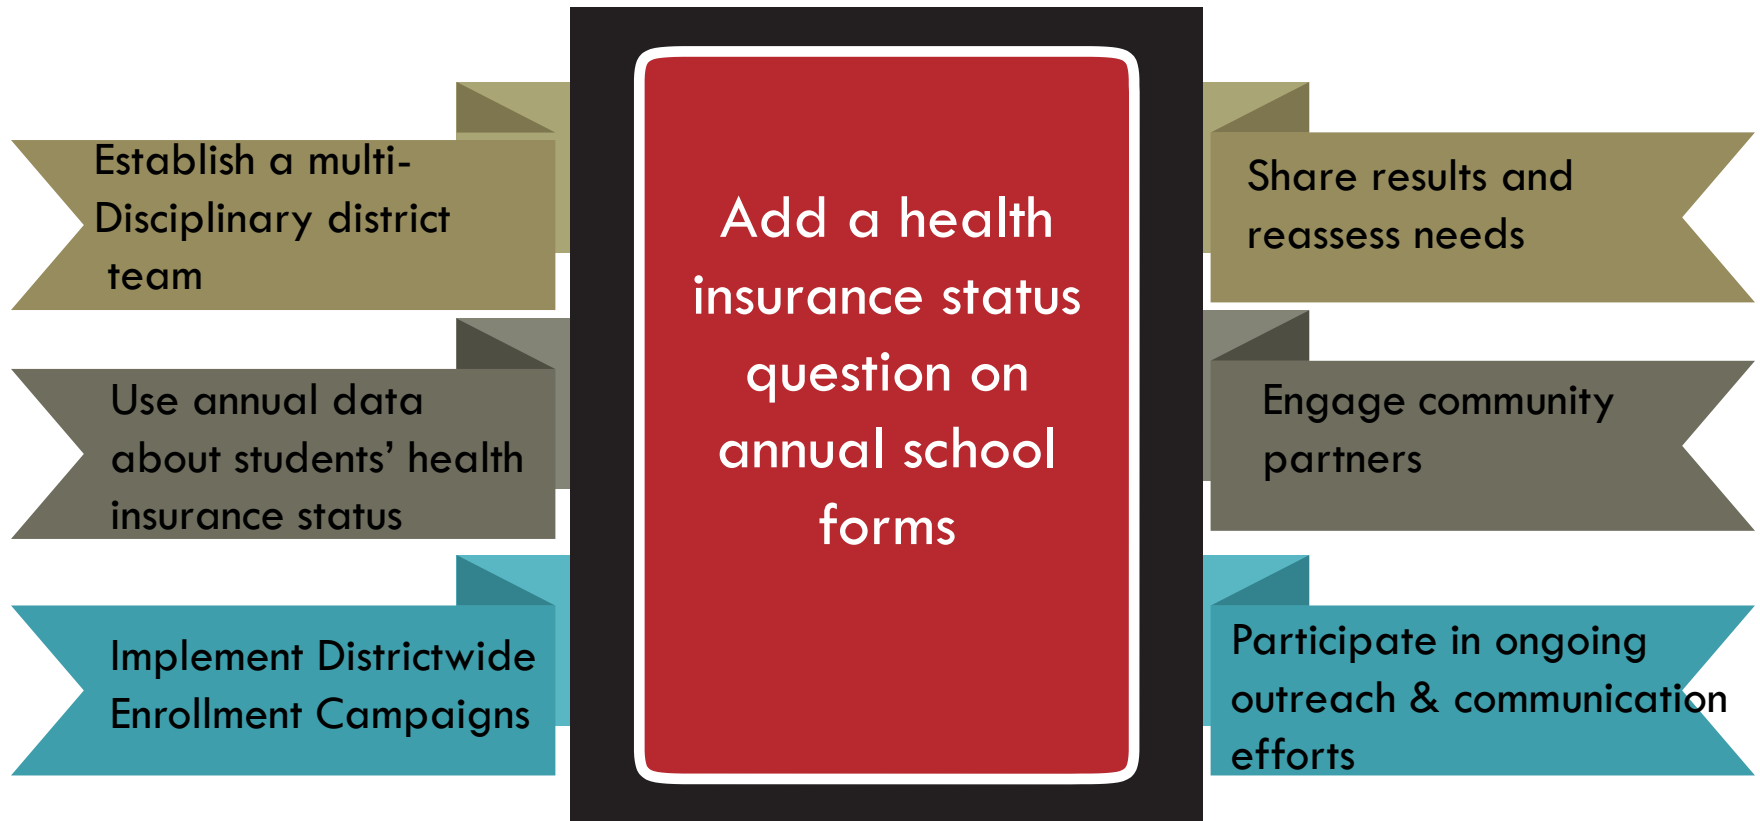 Establish a multi-
Disciplinary district
team
Use annual data
about students’ health
insurance status
Implement Districtwide
Enrollment Campaigns
Add a health
insurance status
question on
annual school
forms
Share results and
reassess needs
Engage community
partners
Participate in ongoing
outreach & communication
efforts